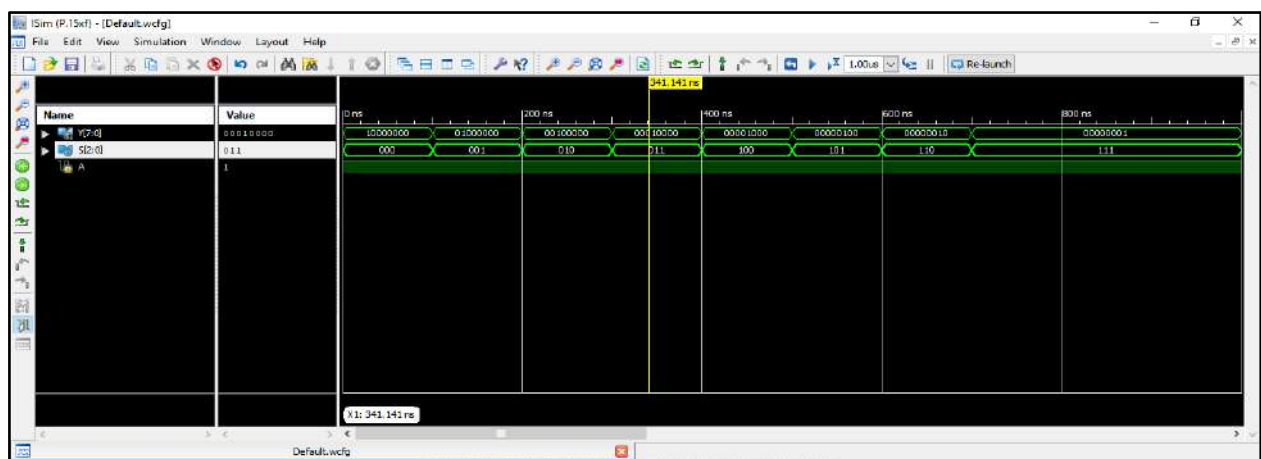 ISim (P.15xf) - [Default.wcfg]
File Edit View Simulation Window Layout Help
1.00us Re-launch
341.141 ns
Name Value 0 ns 200 ns 400 ns 600 ns 800 ns
Y[7:0] 00010000 10000000 01000000 00100000 00010000 00001000 00000100 00000010 00000001
S[2:0] 011 000 001 010 011 100 101 110 111
A 1
X1: 341.141 ns
Default.wcfg